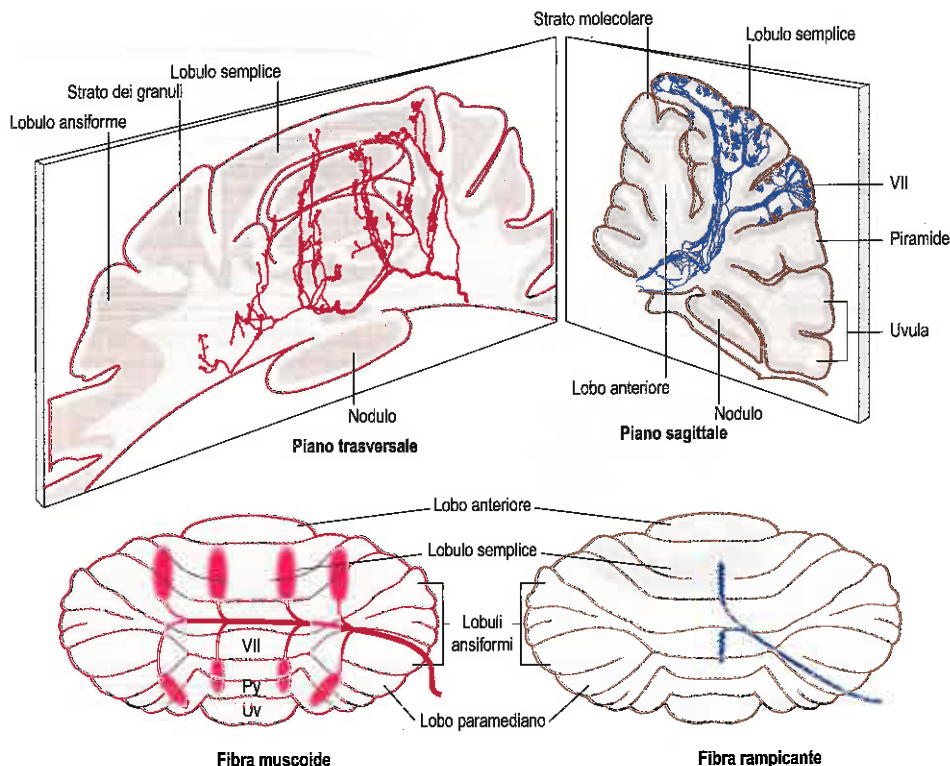 Strato molecolare
Lobulo semplice
Lobulo semplice
Strato dei granuli
Lobulo ansiforme
VII
Piramide
Uvula
Lobo anteriore
Nodulo
Nodulo
Piano trasversale
Piano sagittale
Lobo anteriore
Lobulo semplice
Lobuli
ansiformi
VII
Py
Uv
Lobo paramediano
Fibra muscoide
Fibra rampicante